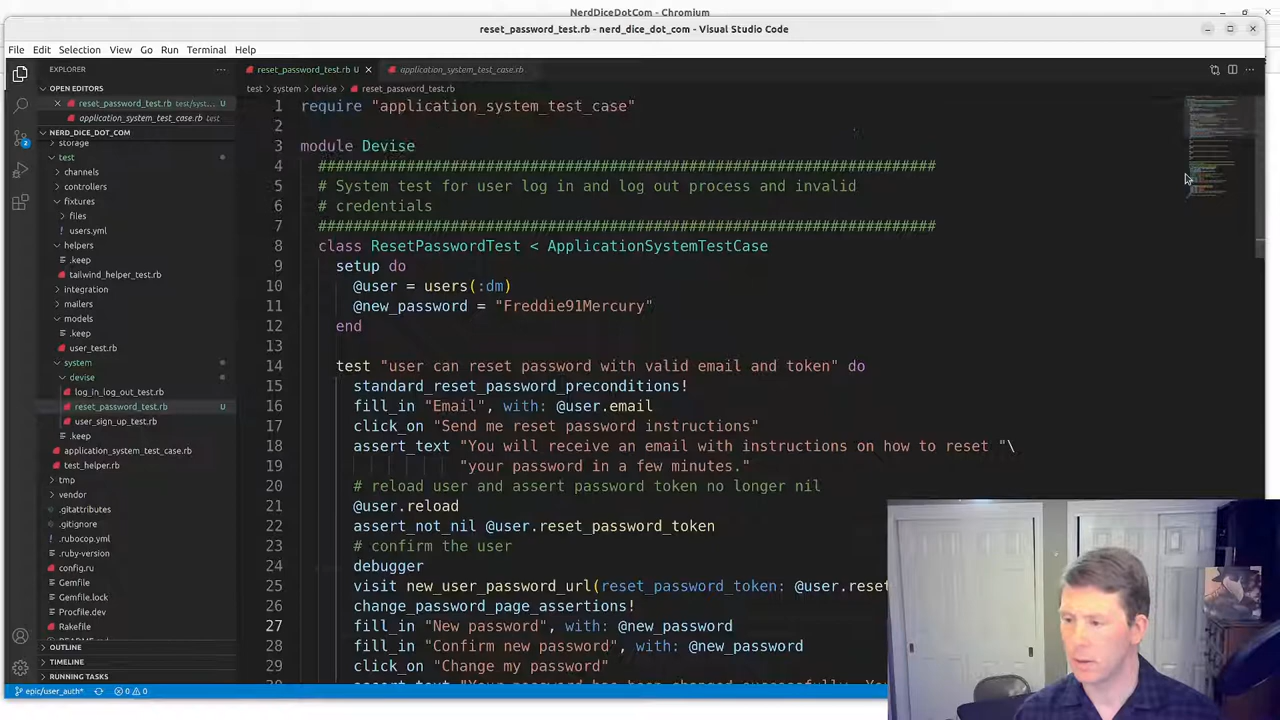 NerdDiceDotCom - Chromium
reset_password_test.rb - nerd_dice_dot_com - Visual Studio Code
File Edit Selection View Go Run Terminal Help
EXPLORER
reset_password_test.rb U
application_system_test_case.rb
OPEN EDITORS
test > system > devise > reset_password_test.rb
reset_password_test.rb test/syst... U
application_system_test_case.rb
NERD_DICE_DOT_COM
storage
test
channels
controllers
fixtures
files
users.yml
helpers
.keep
tailwind_helper_test.rb
integration
mailers
models
.keep
user_test.rb
system
devise
log_in_log_out_test.rb
reset_password_test.rb U
user_sign_up_test.rb
.keep
application_system_test_case.rb
test_helper.rb
tmp
vendor
.gitattributes
.gitignore
.rubocop.yml
.ruby-version
config.ru
Gemfile
Gemfile.lock
Procfile.dev
Rakefile
OUTLINE
TIMELINE
RUNNING TASKS
1 require "application_system_test_case"
2
3 module Devise
4 ######################################################################
5 # System test for user log in and log out process and invalid
6 # credentials
7 ######################################################################
8 class ResetPasswordTest < ApplicationSystemTestCase
9 setup do
10 @user = users(:dm)
11 @new_password = "Freddie91Mercury"
12 end
13
14 test "user can reset password with valid email and token" do
15 standard_reset_password_preconditions!
16 fill_in "Email", with: @user.email
17 click_on "Send me reset password instructions"
18 assert_text "You will receive an email with instructions on how to reset "\
19 "your password in a few minutes."
20 # reload user and assert password token no longer nil
21 @user.reload
22 assert_not_nil @user.reset_password_token
23 # confirm the user
24 debugger
25 visit new_user_password_url(reset_password_token: @user.reset
26 change_password_page_assertions!
27 fill_in "New password", with: @new_password
28 fill_in "Confirm new password", with: @new_password
29 click_on "Change my password"
epic/user_auth* 0 0